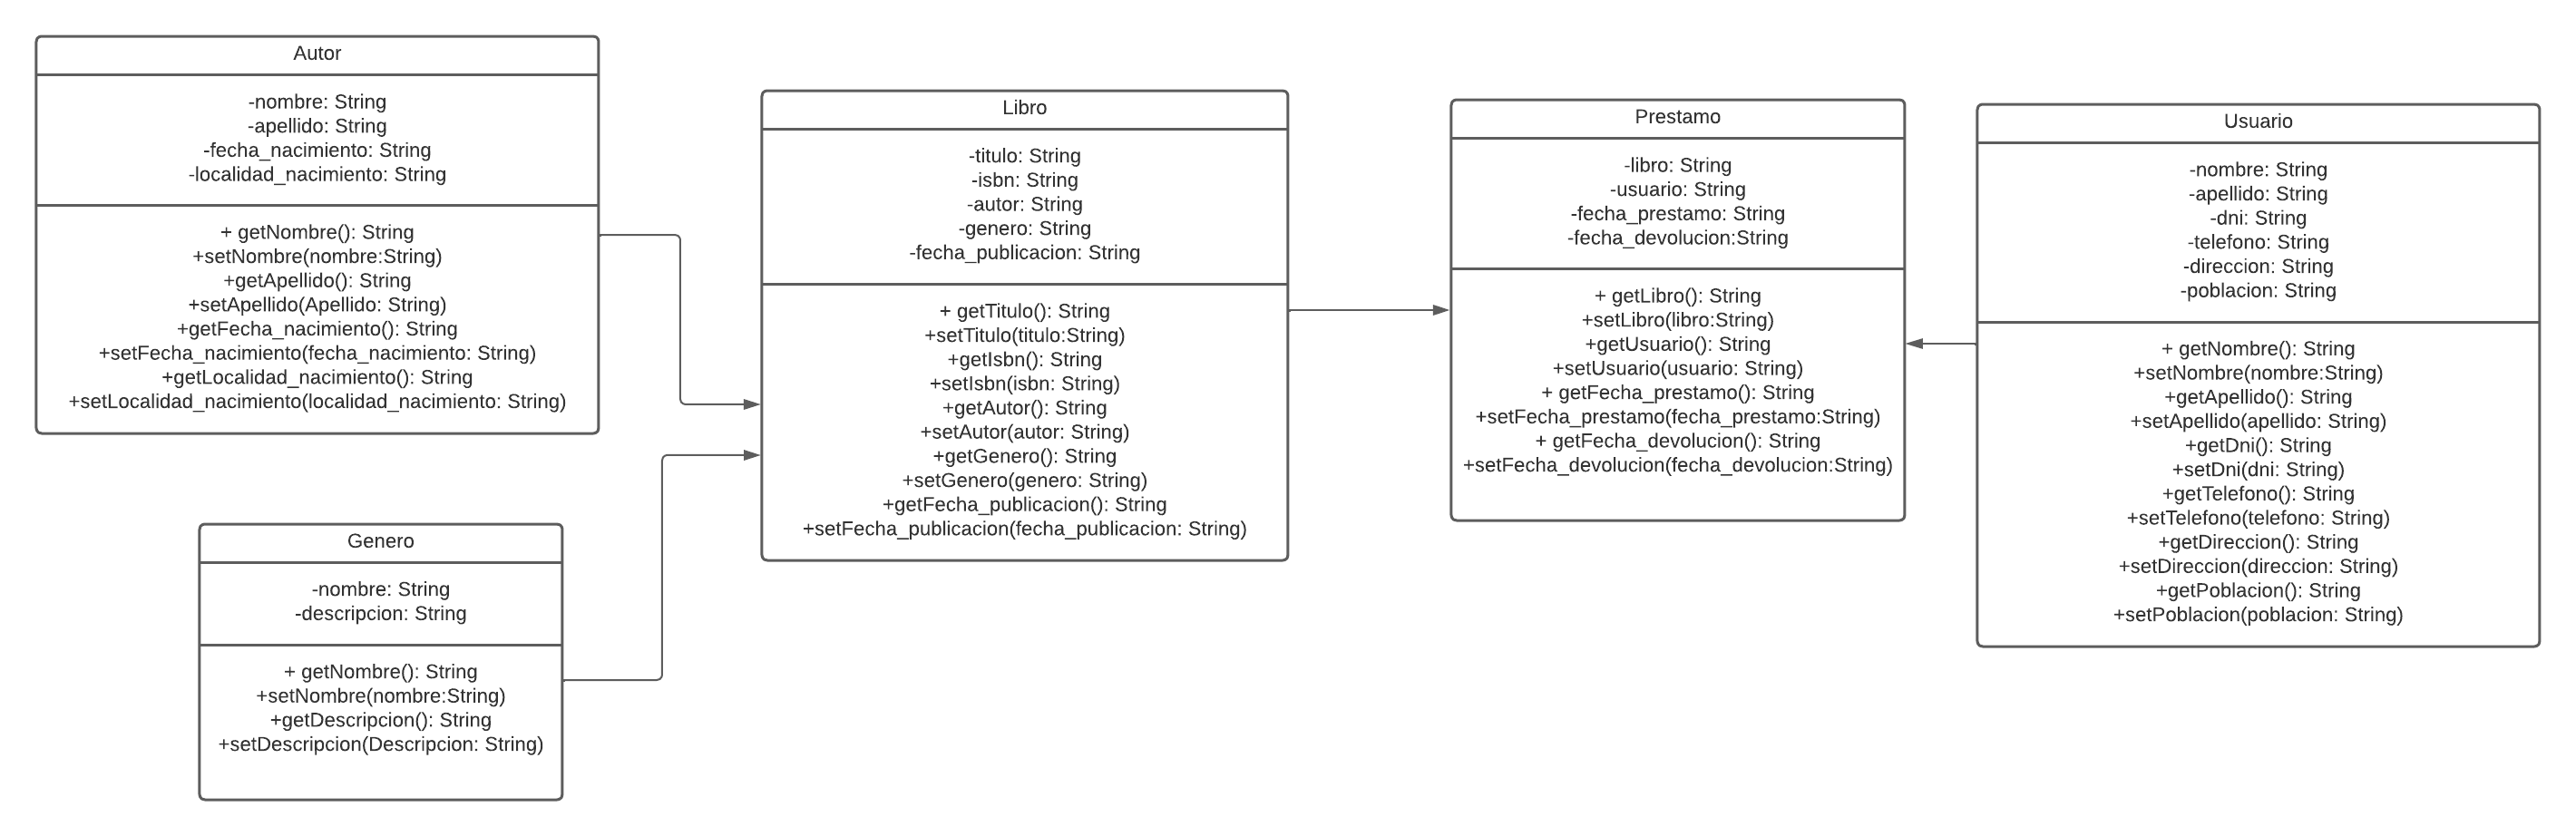 Autor
-nombre: String
-apellido: String
-fecha_nacimiento: String
-localidad_nacimiento: String
+ getNombre(): String
+setNombre(nombre:String)
+getApellido(): String
+setApellido(Apellido: String)
+getFecha_nacimiento(): String
+setFecha_nacimiento(fecha_nacimiento: String)
+getLocalidad_nacimiento(): String
+setLocalidad_nacimiento(localidad_nacimiento: String)
Genero
-nombre: String
-descripcion: String
+ getNombre(): String
+setNombre(nombre:String)
+getDescripcion(): String
+setDescripcion(Descripcion: String)
Libro
-titulo: String
-isbn: String
-autor: String
-genero: String
-fecha_publicacion: String
+ getTitulo(): String
+setTitulo(titulo:String)
+getIsbn(): String
+setIsbn(isbn: String)
+getAutor(): String
+setAutor(autor: String)
+getGenero(): String
+setGenero(genero: String)
+getFecha_publicacion(): String
+setFecha_publicacion(fecha_publicacion: String)
Prestamo
-libro: String
-usuario: String
-fecha_prestamo: String
-fecha_devolucion:String
+ getLibro(): String
+setLibro(libro:String)
+getUsuario(): String
+setUsuario(usuario: String)
+ getFecha_prestamo(): String
+setFecha_prestamo(fecha_prestamo:String)
+ getFecha_devolucion(): String
+setFecha_devolucion(fecha_devolucion:String)
Usuario
-nombre: String
-apellido: String
-dni: String
-telefono: String
-direccion: String
-poblacion: String
+ getNombre(): String
+setNombre(nombre:String)
+getApellido(): String
+setApellido(apellido: String)
+getDni(): String
+setDni(dni: String)
+getTelefono(): String
+setTelefono(telefono: String)
+getDireccion(): String
+setDireccion(direccion: String)
+getPoblacion(): String
+setPoblacion(poblacion: String)